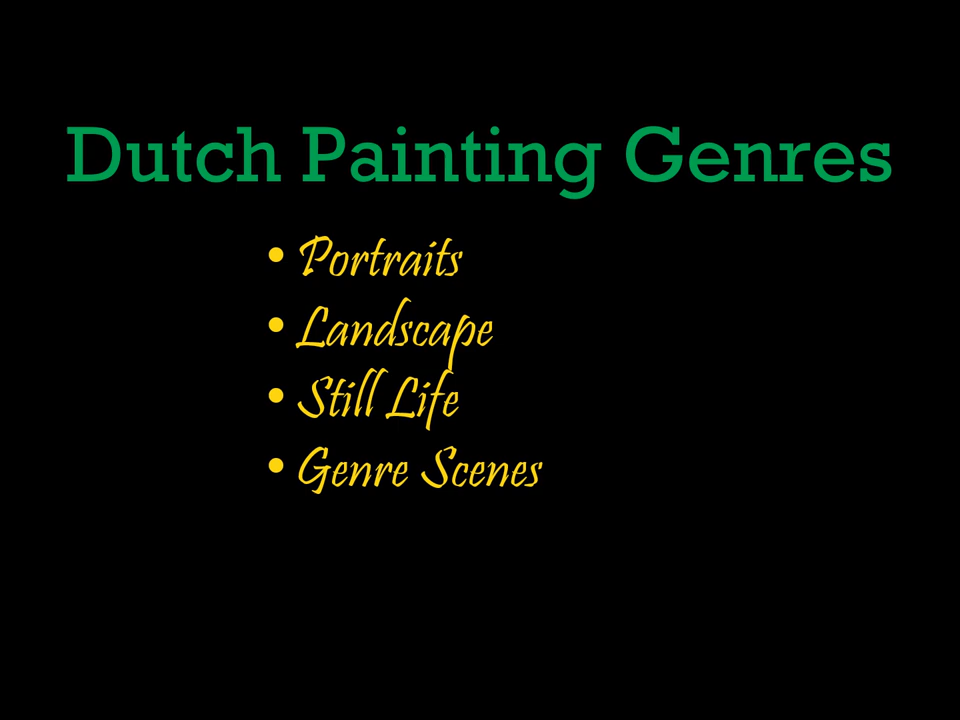 Dutch Painting Genres
• Portraits
• Landscape
• Still Life
• Genre Scenes